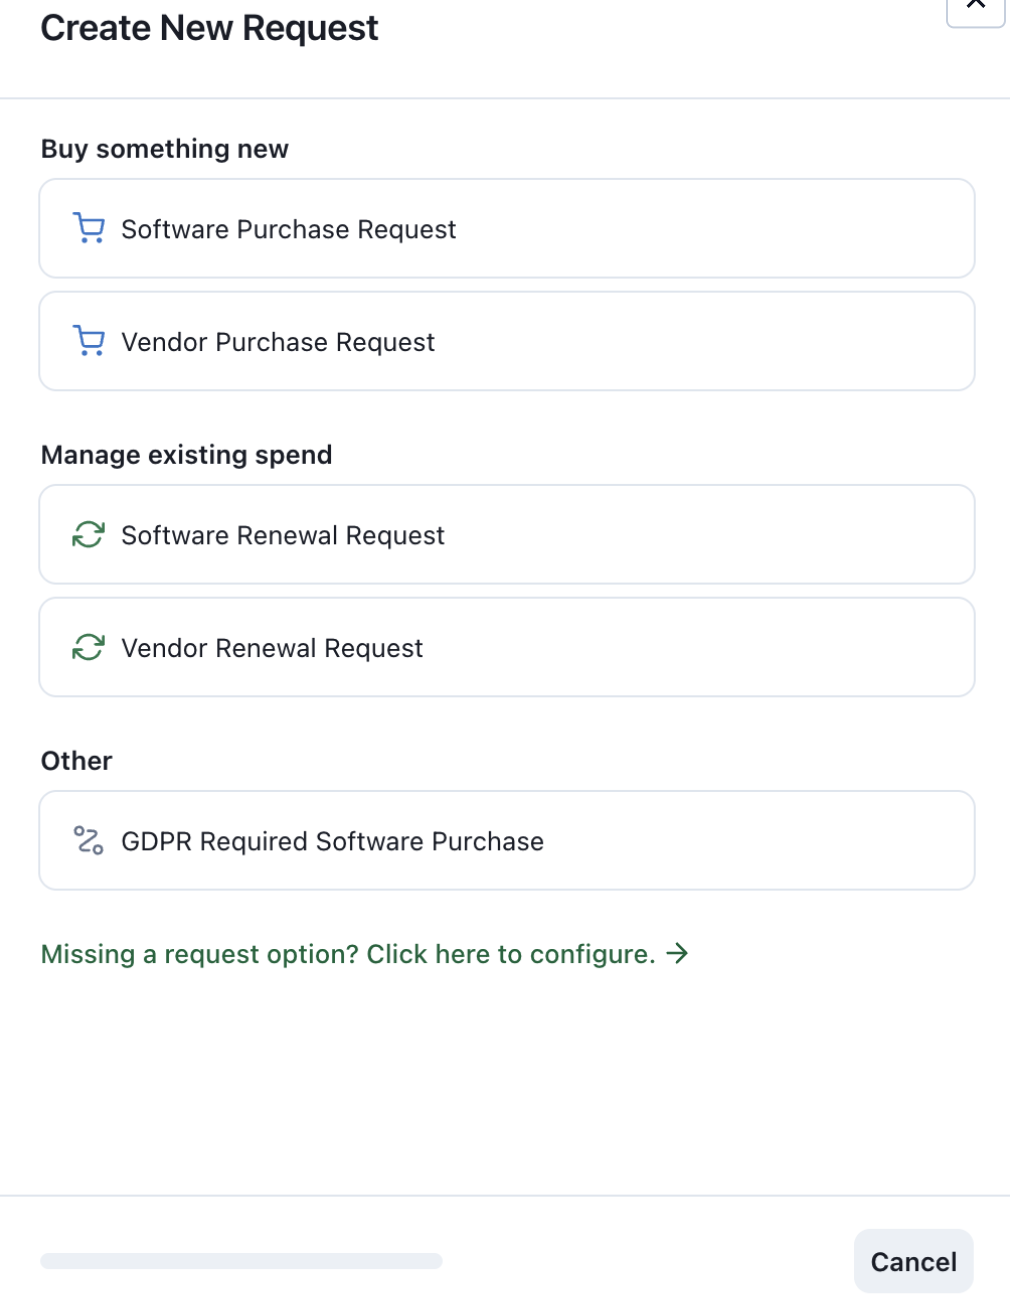 Create New Request
Buy something new
Software Purchase Request
Vendor Purchase Request
Manage existing spend
Software Renewal Request
Vendor Renewal Request
Other
GDPR Required Software Purchase
Missing a request option? Click here to configure. →
Cancel